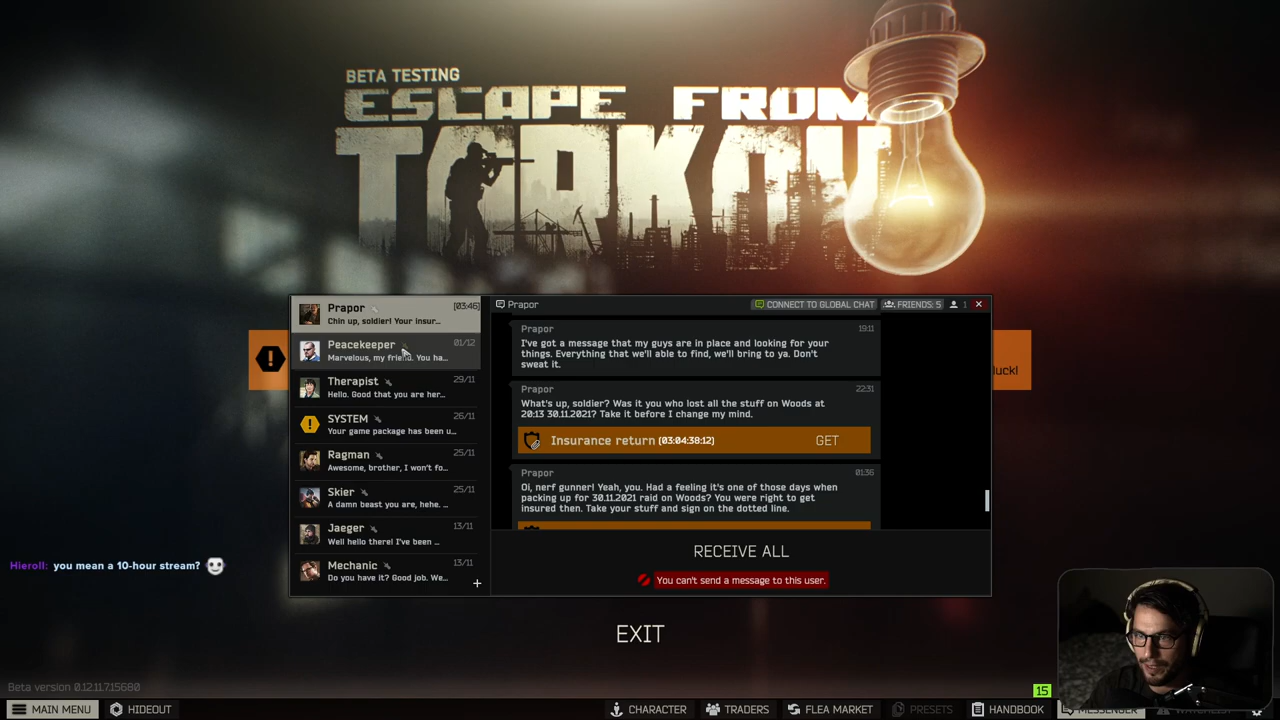 BETA TESTING
ESCAPE FROM
TARKOV
Prapor
[03:46]
Chin up, soldier! Your insur...
Peacekeeper
01/12
Marvelous, my friend. You ha...
Therapist
29/11
Hello. Good that you are her...
SYSTEM
26/11
Your game package has been u...
Ragman
25/11
Awesome, brother, I won't fo...
Skier
25/11
A damn beast you are, hehe. ...
Jaeger
13/11
Well hello there! I've been ...
Mechanic
13/11
Do you have it? Good job. We...
+
Prapor
CONNECT TO GLOBAL CHAT
FRIENDS: 5
1
Prapor
19:11
I've got a message that my guys are in place and looking for your
things. Everything that we'll able to find, we'll bring to ya. Don't
sweat it.
Prapor
22:31
What's up, soldier? Was it you who lost all the stuff on Woods at
20:13 30.11.2021? Take it before I change my mind.
Insurance return (03:04:38:12)
GET
Prapor
01:36
Oi, nerf gunner! Yeah, you. Had a feeling it's one of those days when
packing up for 30.11.2021 raid on Woods? You were right to get
insured then. Take your stuff and sign on the dotted line.
RECEIVE ALL
You can't send a message to this user.
luck!
Hieroll: you mean a 10-hour stream?
EXIT
Beta version 0.12.11.7.15680
15
MAIN MENU
HIDEOUT
CHARACTER
TRADERS
FLEA MARKET
PRESETS
HANDBOOK
MESSENGER